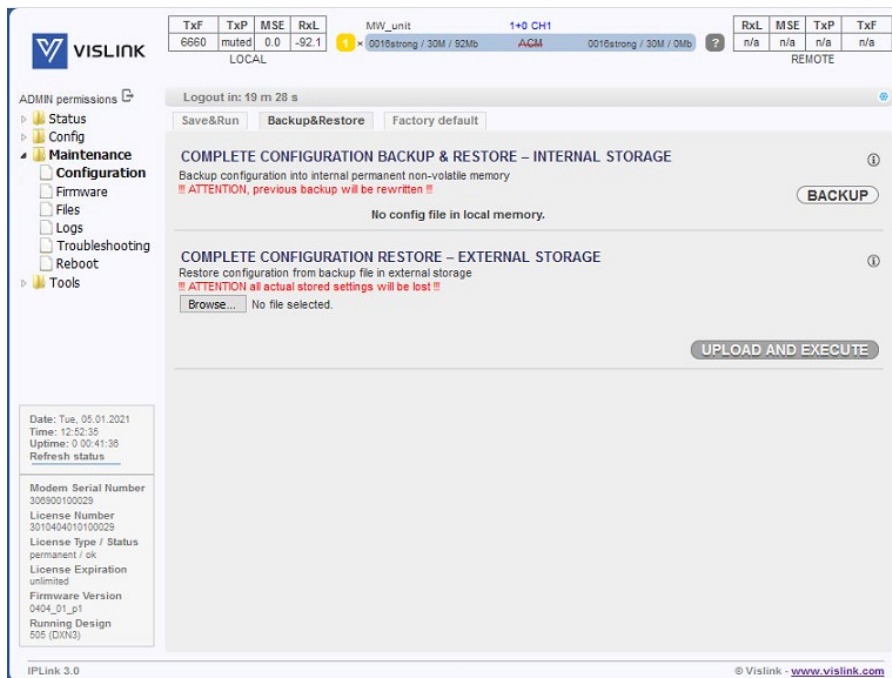 VISLINK
TxF TxP MSE RxL
6660 muted 0.0 -92.1
LOCAL
MW_unit 1+0 CH1
1 × 0016strong / 30M / 92Mb ACM 0016strong / 30M / 0Mb ?
RxL MSE TxP TxF
n/a n/a n/a n/a
REMOTE
ADMIN permissions
Status
Config
Maintenance
Configuration
Firmware
Files
Logs
Troubleshooting
Reboot
Tools
Logout in: 19 m 28 s
Save&Run Backup&Restore Factory default
COMPLETE CONFIGURATION BACKUP & RESTORE – INTERNAL STORAGE
Backup configuration into internal permanent non-volatile memory
!!! ATTENTION, previous backup will be rewritten !!!
BACKUP
No config file in local memory.
COMPLETE CONFIGURATION RESTORE – EXTERNAL STORAGE
Restore configuration from backup file in external storage
!!! ATTENTION all actual stored settings will be lost !!!
Browse... No file selected.
UPLOAD AND EXECUTE
Date: Tue, 05.01.2021
Time: 12:52:35
Uptime: 0 00:41:36
Refresh status
Modem Serial Number
306900100029
License Number
3010404010100029
License Type / Status
permanent / ok
License Expiration
unlimited
Firmware Version
0404_01_p1
Running Design
505 (DXN3)
IPLink 3.0
© Vislink - www.vislink.com